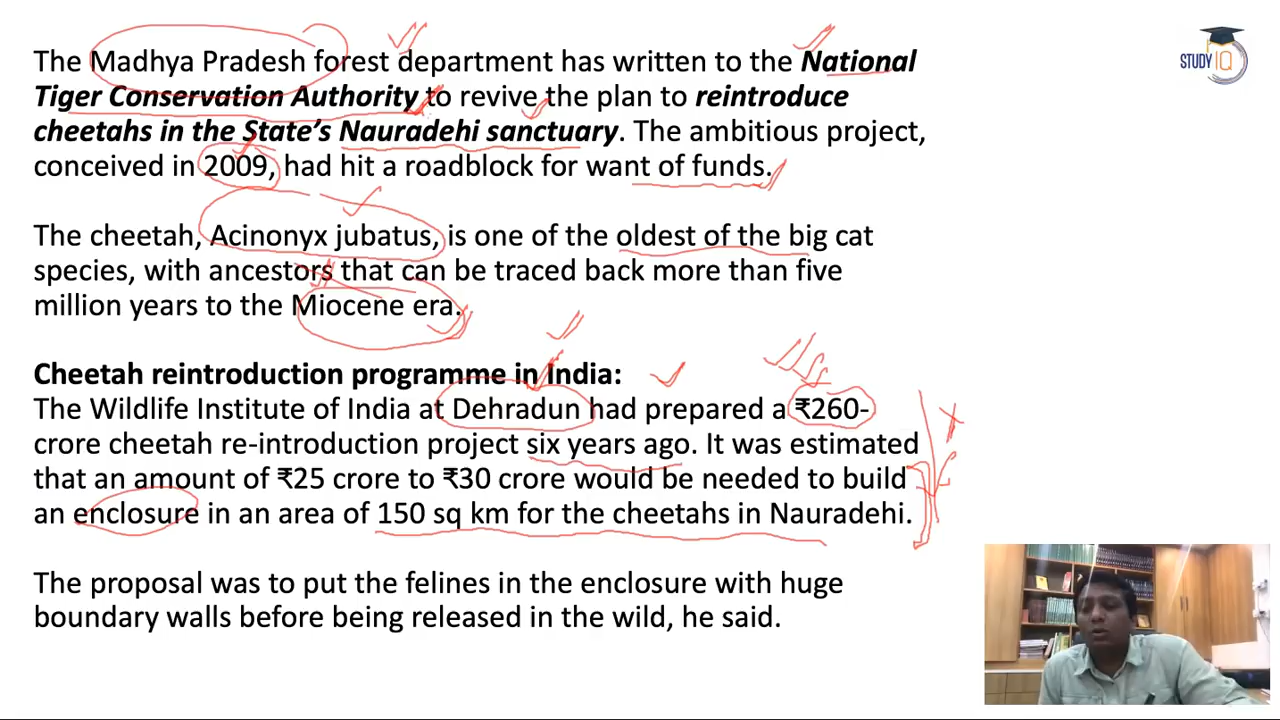 The Madhya Pradesh forest department has written to the National
Tiger Conservation Authority to revive the plan to reintroduce
cheetahs in the State’s Nauradehi sanctuary. The ambitious project,
conceived in 2009, had hit a roadblock for want of funds.
The cheetah, Acinonyx jubatus, is one of the oldest of the big cat
species, with ancestors that can be traced back more than five
million years to the Miocene era.
Cheetah reintroduction programme in India:
The Wildlife Institute of India at Dehradun had prepared a ₹260-
crore cheetah re-introduction project six years ago. It was estimated
that an amount of ₹25 crore to ₹30 crore would be needed to build
an enclosure in an area of 150 sq km for the cheetahs in Nauradehi.
The proposal was to put the felines in the enclosure with huge
boundary walls before being released in the wild, he said.
STUDY IQ